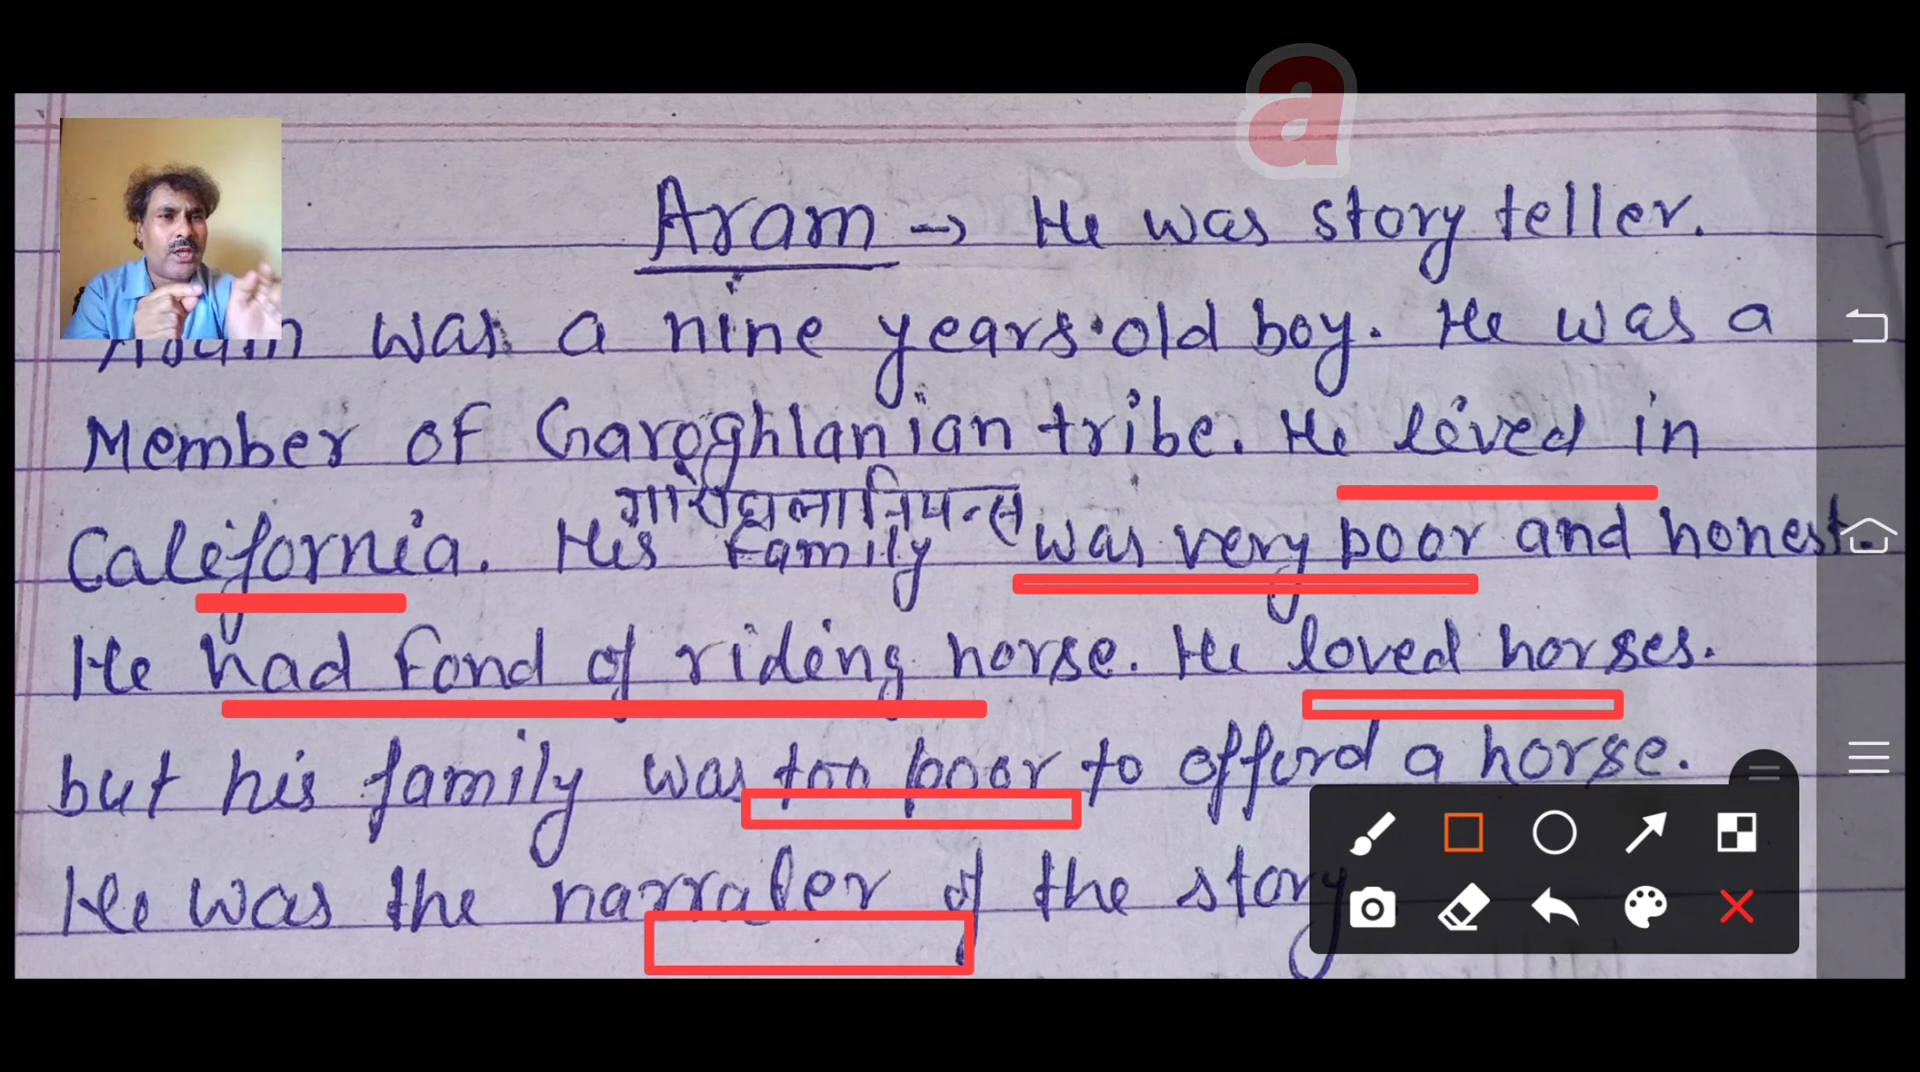 a
Aram → He was story teller.
Aram was a nine years old boy. He was a
Member of Garoghlanian tribe. He lived in
गारोघलानियन्स
California. His family was very poor and honest.
He had fond of riding horse. He loved horses.
but his family was too poor to offord a horse.
He was the narrater of the story